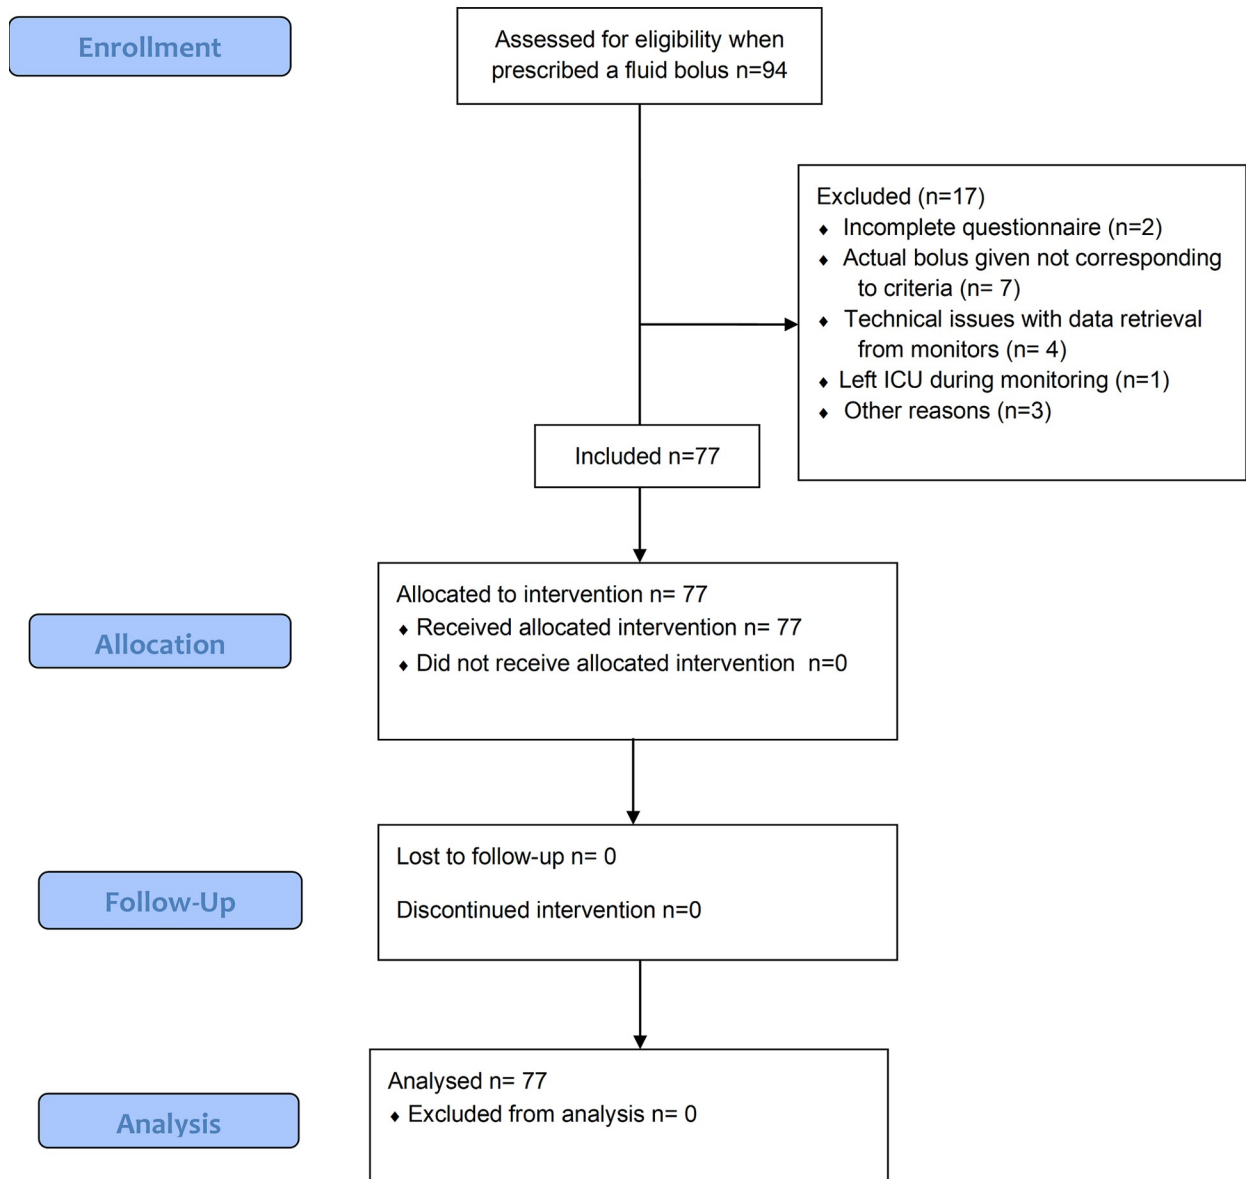 Enrollment
Assessed for eligibility when
prescribed a fluid bolus n=94
Excluded (n=17)
♦ Incomplete questionnaire (n=2)
♦ Actual bolus given not corresponding
to criteria (n= 7)
♦ Technical issues with data retrieval
from monitors (n= 4)
♦ Left ICU during monitoring (n=1)
♦ Other reasons (n=3)
Included n=77
Allocation
Allocated to intervention n= 77
♦ Received allocated intervention n= 77
♦ Did not receive allocated intervention n=0
Follow-Up
Lost to follow-up n= 0
Discontinued intervention n=0
Analysis
Analysed n= 77
♦ Excluded from analysis n= 0